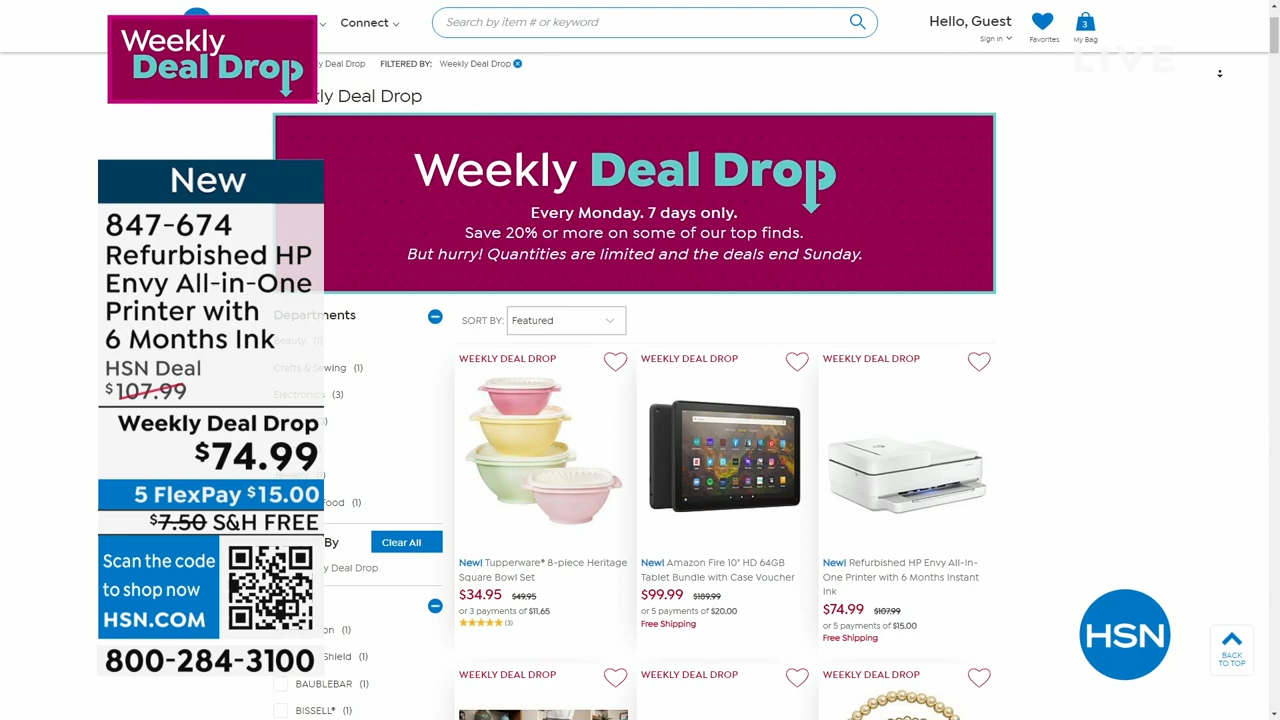 Weekly
Deal Drop
Connect
Search by item # or keyword
Hello, Guest
Sign in
Favorites
3
My Bag
LIVE
Deal Drop
FILTERED BY:
Weekly Deal Drop
Weekly Deal Drop
Weekly Deal Drop
Every Monday. 7 days only.
Save 20% or more on some of our top finds.
But hurry! Quantities are limited and the deals end Sunday.
New
847-674
Refurbished HP
Envy All-in-One
Printer with
6 Months Ink
HSN Deal
$107.99
Weekly Deal Drop
$74.99
5 FlexPay $15.00
$7.50 S&H FREE
Scan the code
to shop now
HSN.COM
800-284-3100
Departments
Beauty (1)
Crafts & Sewing (1)
Electronics (3)
Food (1)
By
Clear All
Deal Drop
(1)
Shield (1)
BAUBLEBAR (1)
BISSELL® (1)
SORT BY:
Featured
WEEKLY DEAL DROP
New! Tupperware® 8-piece Heritage
Square Bowl Set
$34.95 $49.95
or 3 payments of $11.65
(3)
WEEKLY DEAL DROP
New! Amazon Fire 10" HD 64GB
Tablet Bundle with Case Voucher
$99.99 $189.99
or 5 payments of $20.00
Free Shipping
WEEKLY DEAL DROP
New! Refurbished HP Envy All-in-
One Printer with 6 Months Instant
Ink
$74.99 $107.99
or 5 payments of $15.00
Free Shipping
WEEKLY DEAL DROP
WEEKLY DEAL DROP
WEEKLY DEAL DROP
HSN
BACK
TO TOP